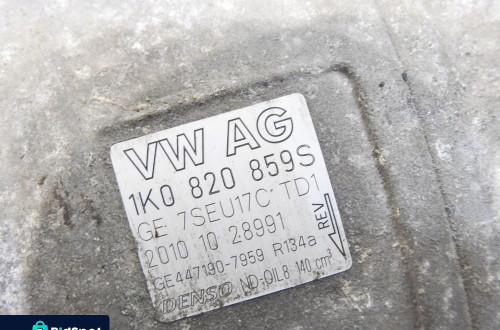 VW AG
1K0 820 859S
GE 7SEU17C TD1
2010 10 28991
GE447190-7959 R134a
DENSO ND-OIL8 140 cm³
REV
BidSpot